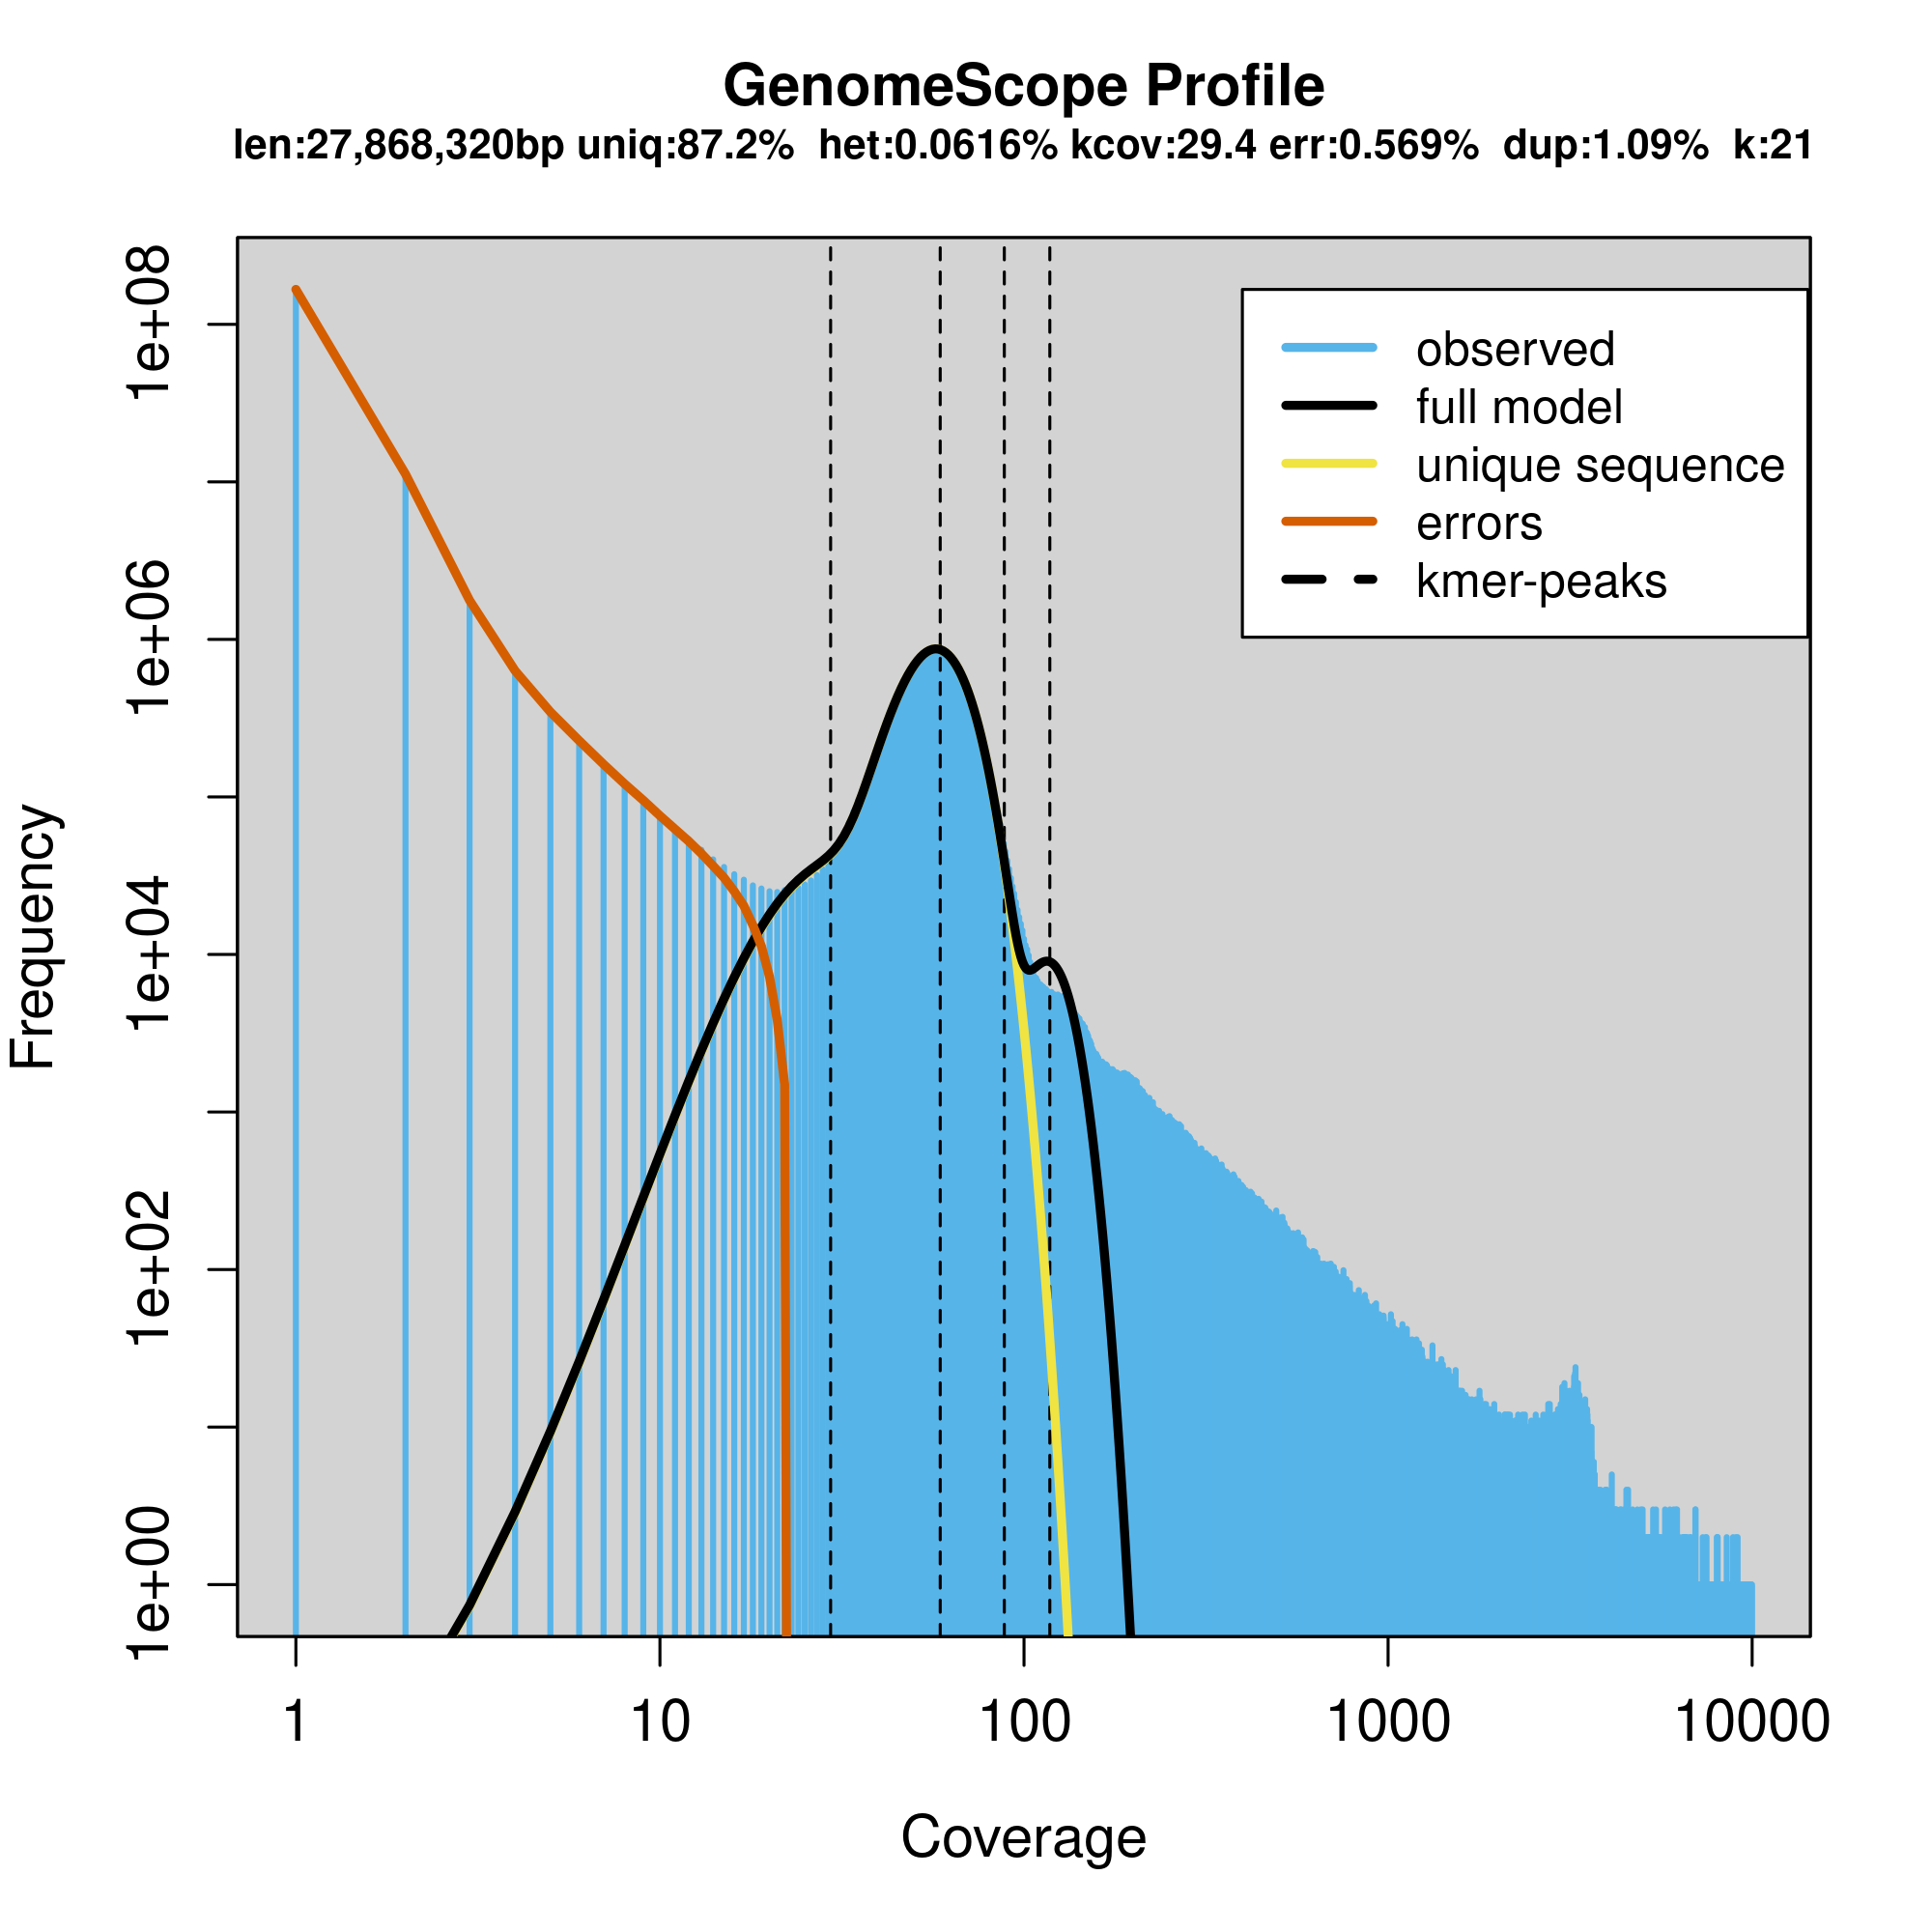 GenomeScope Profile
len:27,868,320bp uniq:87.2% het:0.0616% kcov:29.4 err:0.569% dup:1.09% k:21
observed
full model
unique sequence
errors
kmer-peaks
Frequency
1e+08
1e+06
1e+04
1e+02
1e+00
1 10 100 1000 10000
Coverage